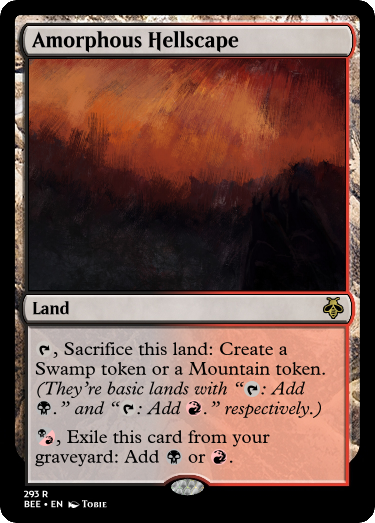 Amorphous Hellscape
Land
, Sacrifice this land: Create a
Swamp token or a Mountain token.
(They're basic lands with “: Add
.” and “: Add .” respectively.)
, Exile this card from your
graveyard: Add or .
293 R
BEE • EN Tobie